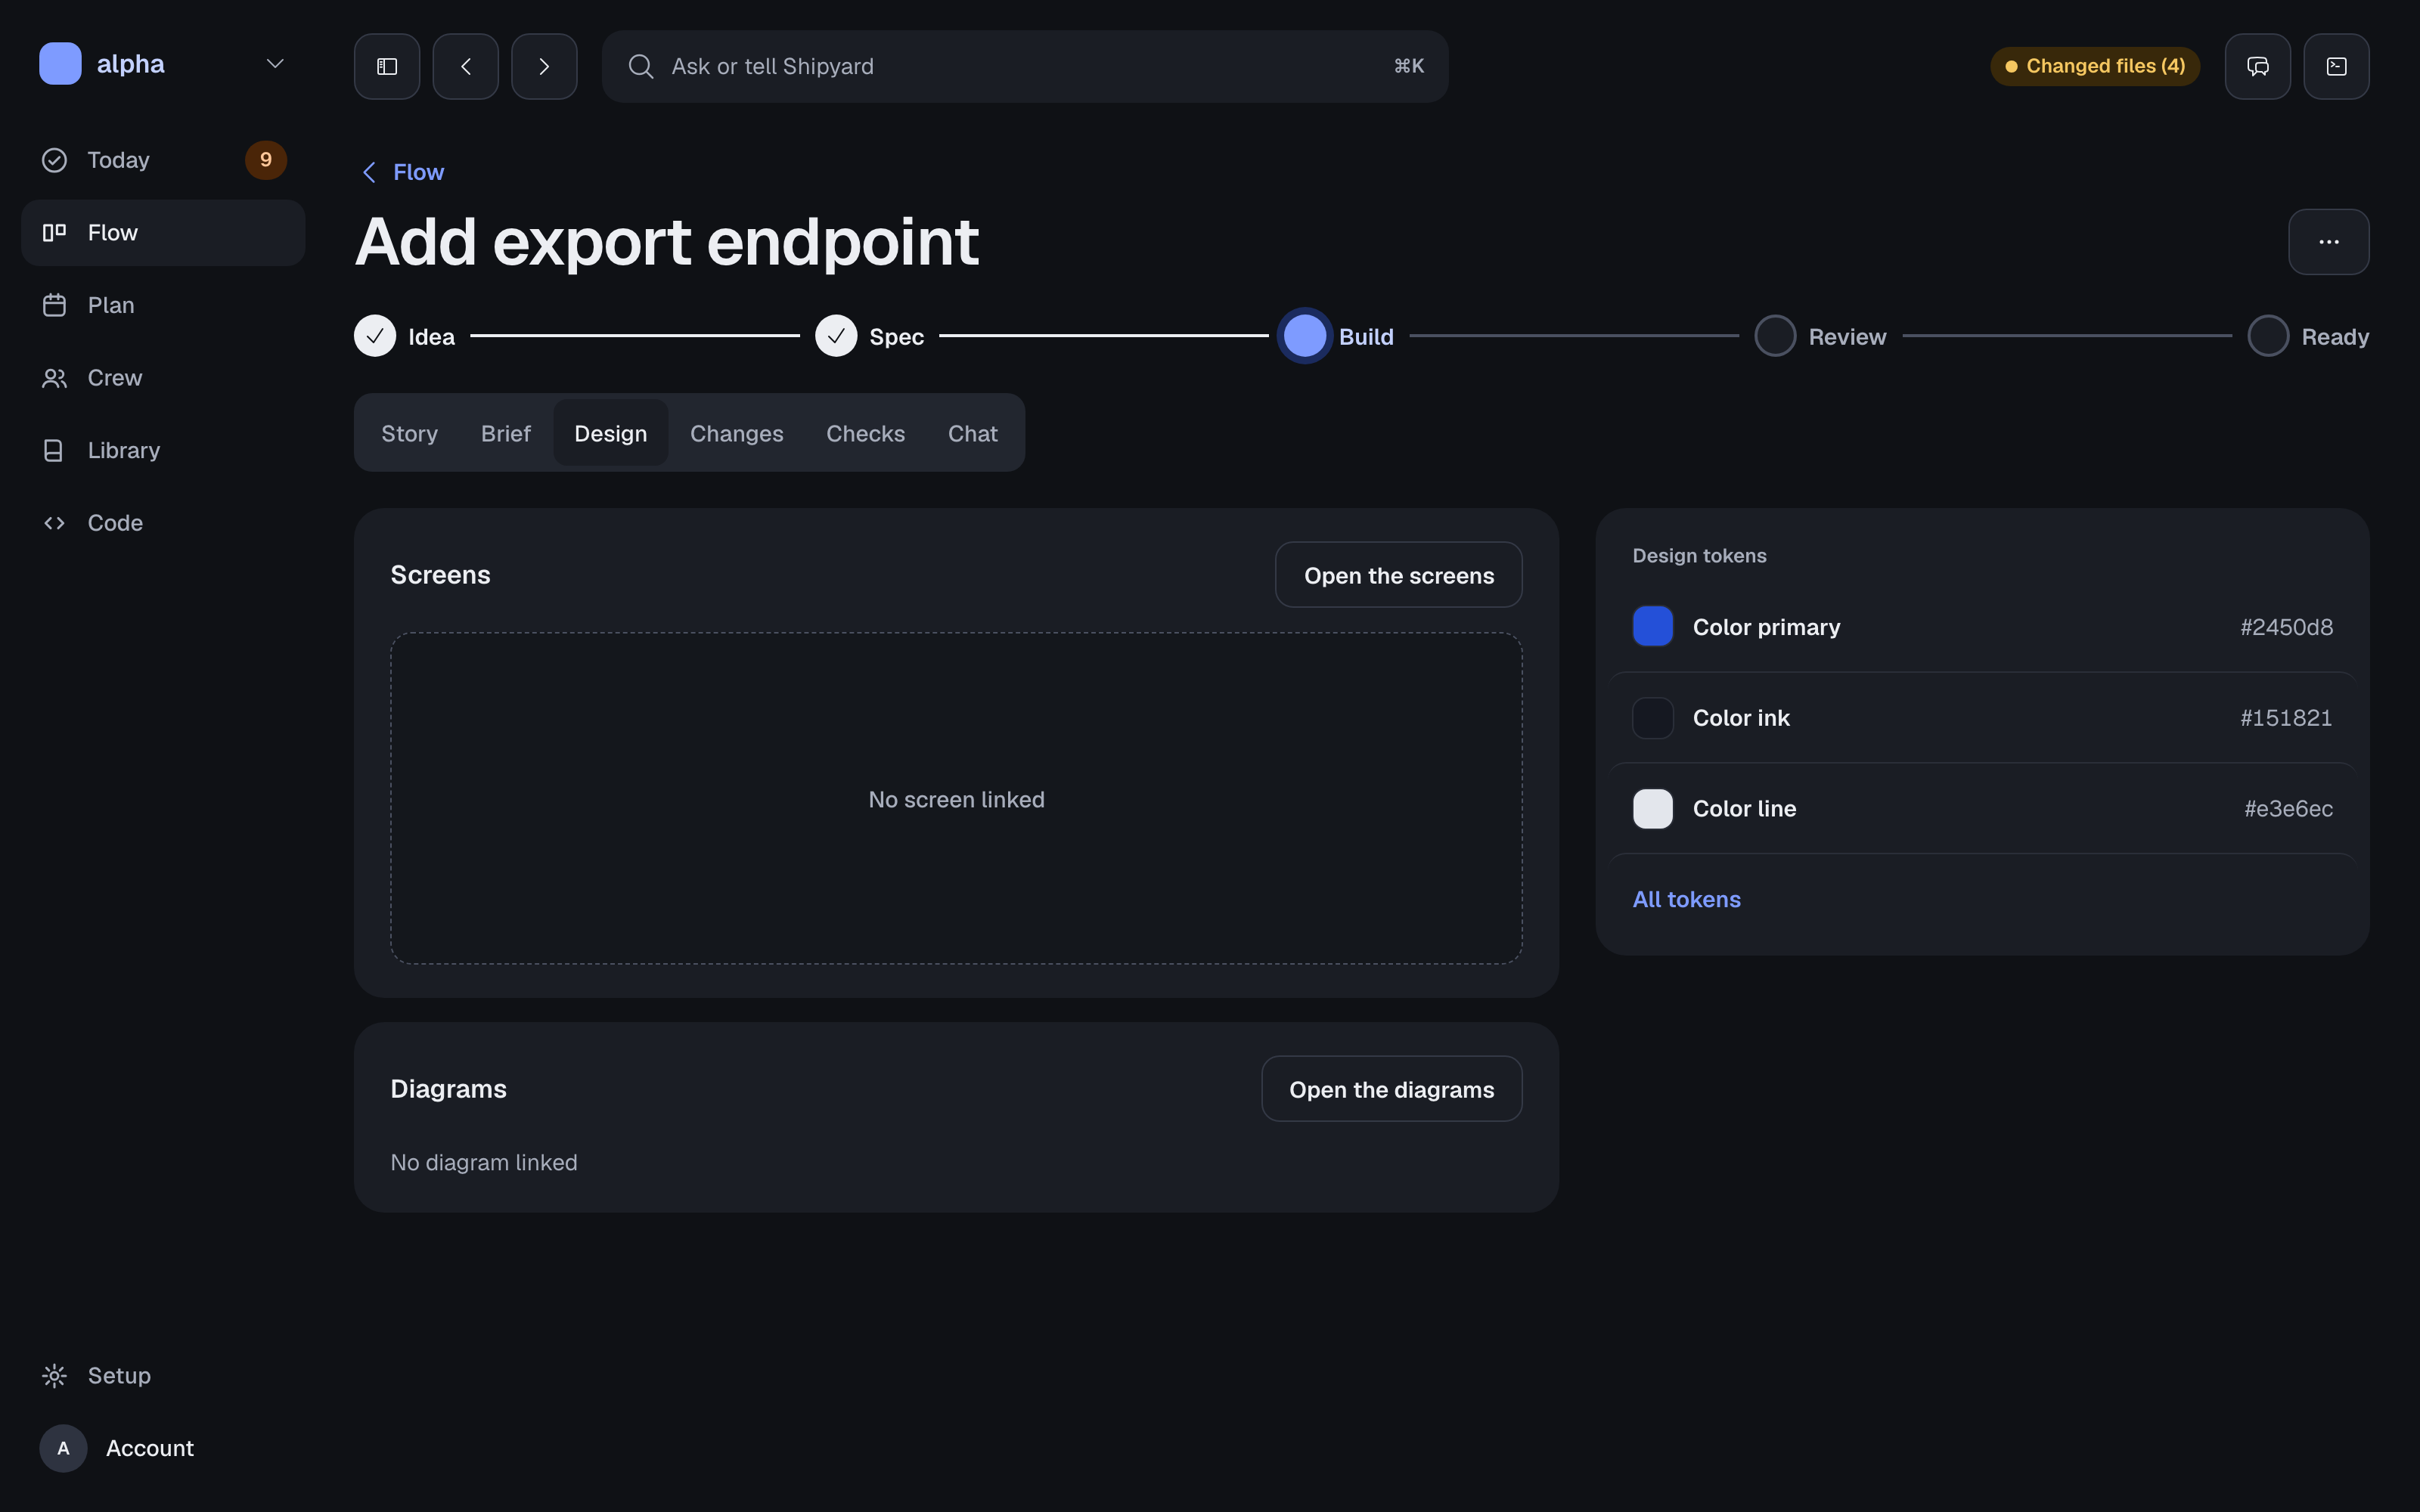 alpha
Ask or tell Shipyard
⌘K
Changed files (4)
Today
9
Flow
Plan
Crew
Library
Code
Setup
A
Account
Flow
Add export endpoint
Idea
Spec
Build
Review
Ready
Story
Brief
Design
Changes
Checks
Chat
Screens
Open the screens
No screen linked
Diagrams
Open the diagrams
No diagram linked
Design tokens
Color primary
#2450d8
Color ink
#151821
Color line
#e3e6ec
All tokens